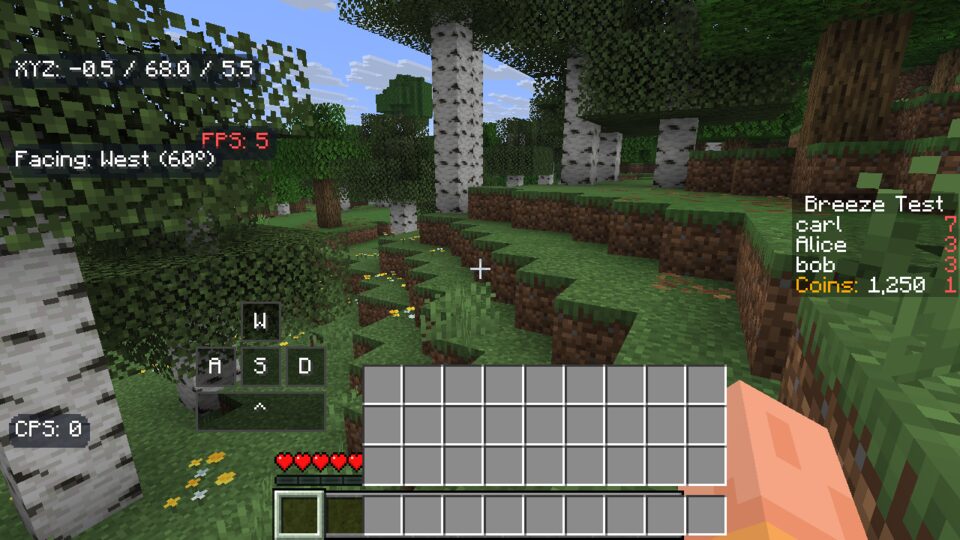 XYZ: -0.5 / 68.0 / 5.5
FPS: 5
Facing: West (60°)
Breeze Test
carl 7
Alice 3
bob 3
Coins: 1,250 1
W
A S D
^
CPS: 0